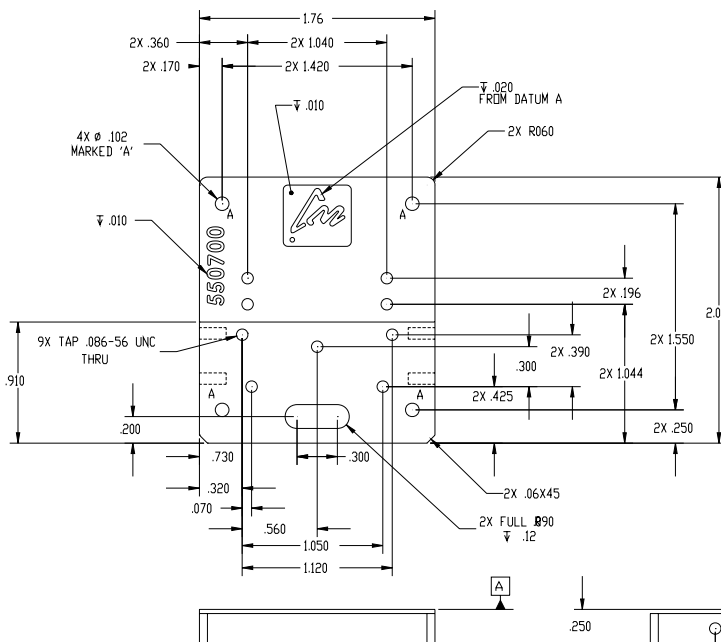 1.76
2X .360
2X 1.040
2X .170
2X 1.420
↧ .020
FROM DATUM A
↧ .010
2X R060
4X ø .102
MARKED 'A'
A
A
↧ .010
550700
2X .196
9X TAP .086-56 UNC
THRU
2X 1.550
2X .390
.300
2X 1.044
.910
A
A
2X .425
.200
2X .250
.730
.300
.320
2X .06X45
.070
.560
2X FULL R90
↧ .12
1.050
1.120
A
.250